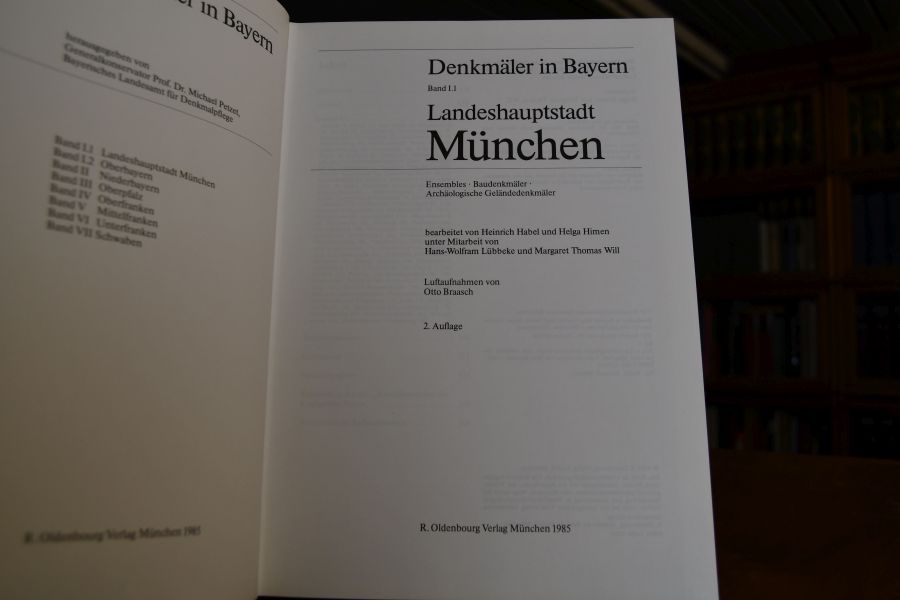 er in Bayern
herausgegeben von
Generalkonservator Prof. Dr. Michael Petzet,
Bayerisches Landesamt für Denkmalpflege
Band I.1 Landeshauptstadt München
Band I.2 Oberbayern
Band II Niederbayern
Band III Oberpfalz
Band IV Oberfranken
Band V Mittelfranken
Band VI Unterfranken
Band VII Schwaben
R. Oldenbourg Verlag München 1985
Denkmäler in Bayern
Band I.1
Landeshauptstadt
München
Ensembles · Baudenkmäler ·
Archäologische Geländedenkmäler
bearbeitet von Heinrich Habel und Helga Himen
unter Mitarbeit von
Hans-Wolfram Lübbeke und Margaret Thomas Will
Luftaufnahmen von
Otto Braasch
2. Auflage
R. Oldenbourg Verlag München 1985